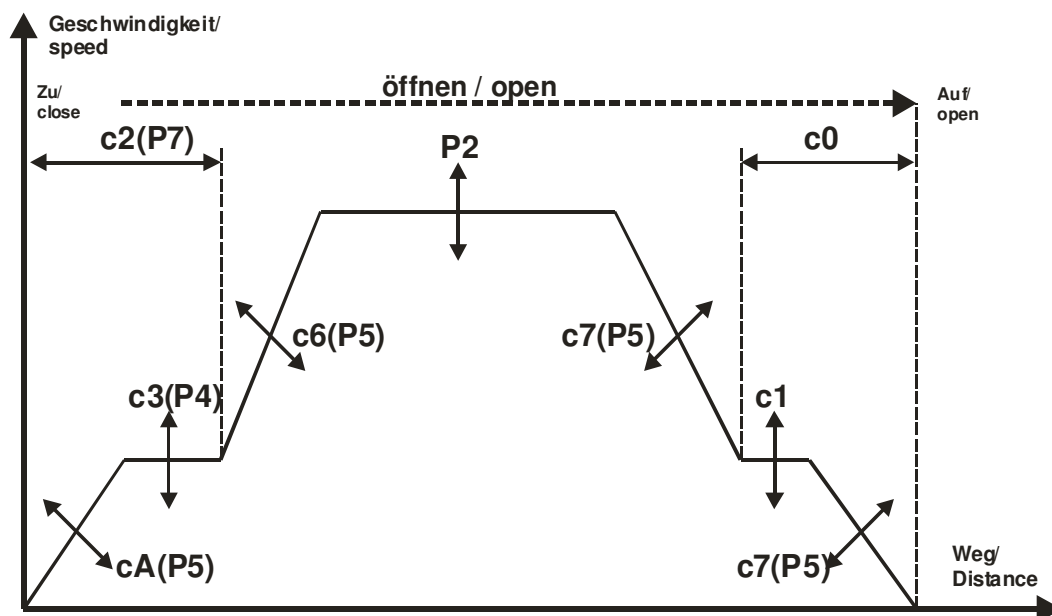 Geschwindigkeit/
speed
Zu/
close
öffnen / open
Auf/
open
c2(P7)
P2
c0
c6(P5)
c7(P5)
c3(P4)
c1
cA(P5)
c7(P5)
Weg/
Distance